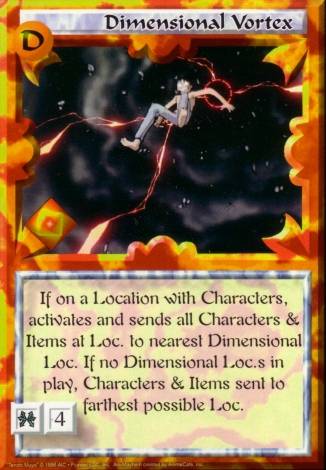 Dimensional Vortex
D
If on a Location with Characters,
activates and sends all Characters &
Items at Loc. to nearest Dimensional
Loc. If no Dimensional Loc.s in
play, Characters & Items sent to
farthest possible Loc.
4